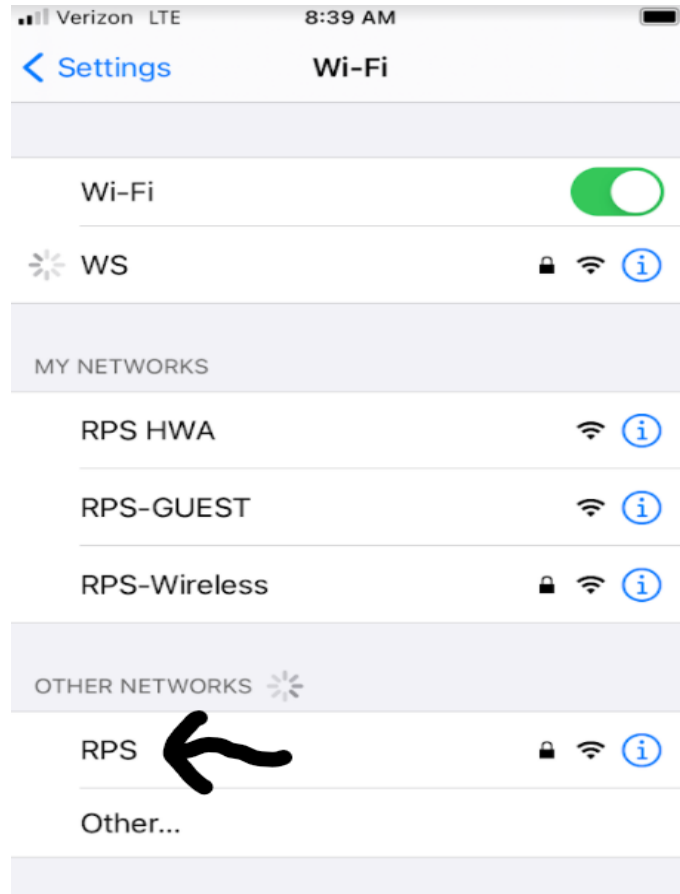 Verizon LTE 8:39 AM
Settings Wi-Fi
Wi-Fi
WS
MY NETWORKS
RPS HWA
RPS-GUEST
RPS-Wireless
OTHER NETWORKS
RPS
Other...